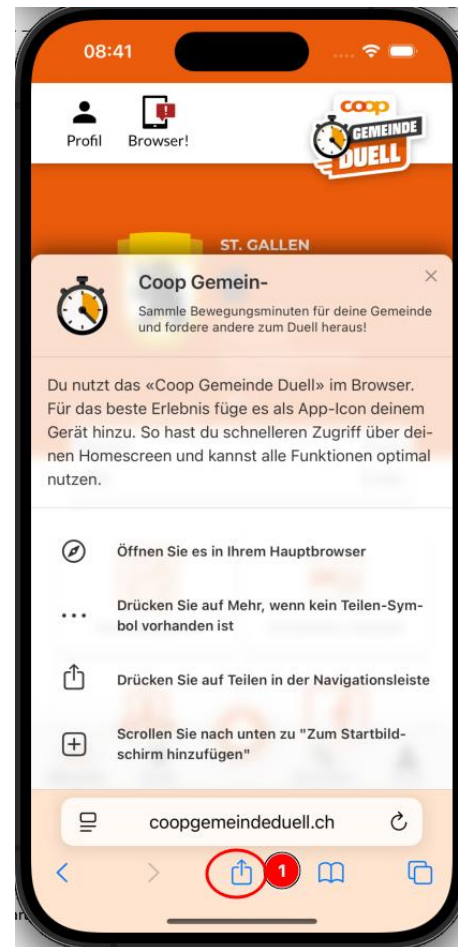 08:41
Profil
Browser!
coop
GEMEINDE
DUELL
ST. GALLEN
Coop Gemein-
Sammle Bewegungsminuten für deine Gemeinde
und fordere andere zum Duell heraus!
Du nutzt das «Coop Gemeinde Duell» im Browser.
Für das beste Erlebnis füge es als App-Icon deinem
Gerät hinzu. So hast du schnelleren Zugriff über dei-
nen Homescreen und kannst alle Funktionen optimal
nutzen.
Öffnen Sie es in Ihrem Hauptbrowser
Drücken Sie auf Mehr, wenn kein Teilen-Sym-
bol vorhanden ist
Drücken Sie auf Teilen in der Navigationsleiste
Scrollen Sie nach unten zu "Zum Startbild-
schirm hinzufügen"
coopgemeindeduell.ch
1